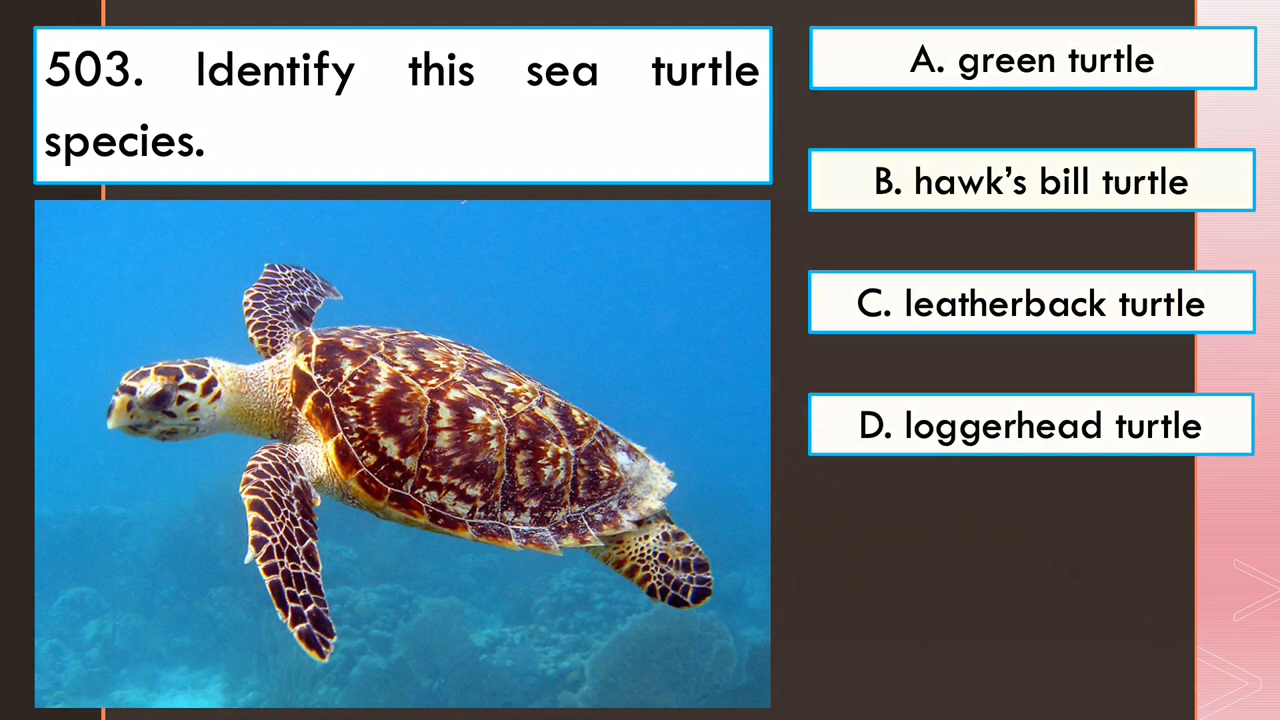 503. Identify this sea turtle
species.
A. green turtle
B. hawk's bill turtle
C. leatherback turtle
D. loggerhead turtle